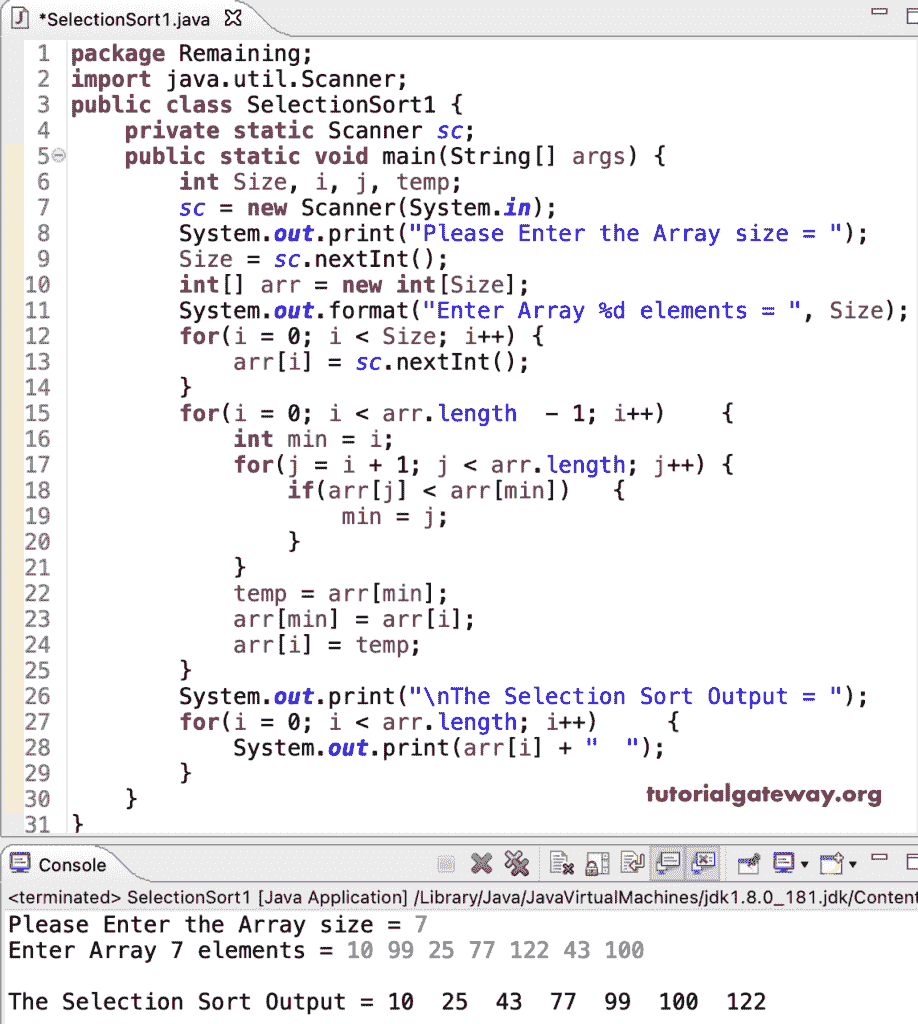 *SelectionSort1.java
1 package Remaining;
2 import java.util.Scanner;
3 public class SelectionSort1 {
4     private static Scanner sc;
5     public static void main(String[] args) {
6         int Size, i, j, temp;
7         sc = new Scanner(System.in);
8         System.out.print("Please Enter the Array size = ");
9         Size = sc.nextInt();
10         int[] arr = new int[Size];
11         System.out.format("Enter Array %d elements = ", Size);
12         for(i = 0; i < Size; i++) {
13             arr[i] = sc.nextInt();
14         }
15         for(i = 0; i < arr.length  - 1; i++)    {
16             int min = i;
17             for(j = i + 1; j < arr.length; j++) {
18                 if(arr[j] < arr[min])   {
19                     min = j;
20                 }
21             }
22             temp = arr[min];
23             arr[min] = arr[i];
24             arr[i] = temp;
25         }
26         System.out.print("\nThe Selection Sort Output = ");
27         for(i = 0; i < arr.length; i++)     {
28             System.out.print(arr[i] + "  ");
29         }
30     }
tutorialgateway.org
31 }
Console
<terminated> SelectionSort1 [Java Application] /Library/Java/JavaVirtualMachines/jdk1.8.0_181.jdk/Content
Please Enter the Array size = 7
Enter Array 7 elements = 10 99 25 77 122 43 100
The Selection Sort Output = 10  25  43  77  99  100  122